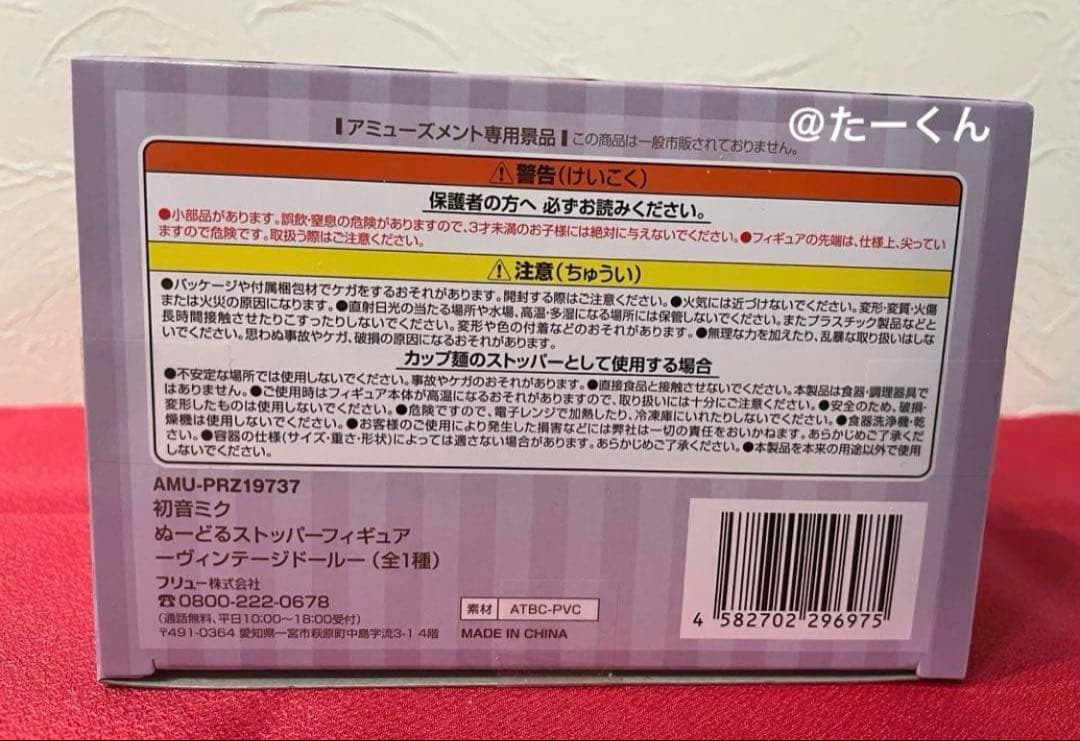 @たーくん
アミューズメント専用景品 この商品は一般市販されておりません。
⚠警告(けいこく)
保護者の方へ 必ずお読みください。
●小部品があります。誤飲・窒息の危険がありますので、3才未満のお子様には絶対に与えないでください。●フィギュアの先端は、仕様上、尖ってい
ますので危険です。取扱う際はご注意ください。
⚠注意(ちゅうい)
●パッケージや付属梱包材でケガをするおそれがあります。開封する際はご注意ください。●火気には近づけないでください。変形・変質・火傷
または火災の原因になります。●直射日光の当たる場所や水場、高温・多湿になる場所には保管しないでください。またプラスチック製品などと
長時間接触させたりこすったりしないでください。変形や色の付着などのおそれがあります。●無理な力を加えたり、乱暴な取り扱いはしな
いでください。思わぬ事故やケガ、破損の原因になるおそれがあります。
カップ麺のストッパーとして使用する場合
●不安定な場所では使用しないでください。事故やケガのおそれがあります。●直接食品と接触させないでください。本製品は食器・調理器具で
はありません。●ご使用時はフィギュア本体が高温になるおそれがありますので、取り扱いには十分にご注意ください。●安全のため、破損・
変形したものは使用しないでください。●危険ですので、電子レンジで加熱したり、冷凍庫にいれたりしないでください。●食器洗浄機・乾
燥機は使用しないでください。●お客様のご使用により発生した損害などには弊社は一切の責任をおいかねます。あらかじめご了承くださ
い。●容器の仕様(サイズ・重さ・形状)によっては適さない場合があります。あらかじめご了承ください。●本製品を本来の用途以外で使用
しないでください。
AMU-PRZ19737
初音ミク
ぬーどるストッパーフィギュア
ーヴィンテージドールー(全1種)
フリュー株式会社
☎0800-222-0678
(通話無料、平日10:00〜18:00受付)
〒491-0364 愛知県一宮市萩原町中島字流3-1 4階
素材 ATBC-PVC
MADE IN CHINA
4 582702 296975